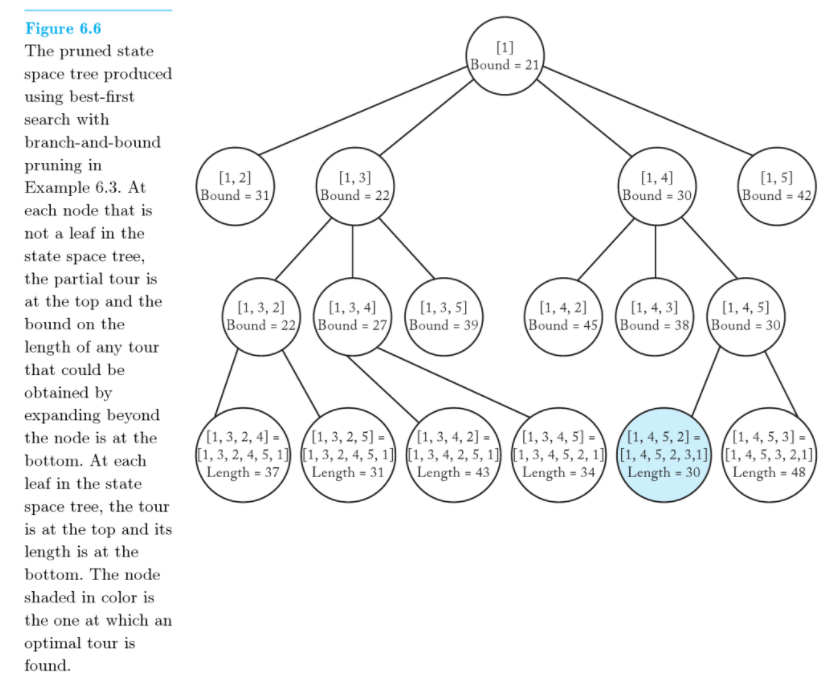 Figure 6.6
The pruned state
space tree produced
using best-first
search with
branch-and-bound
pruning in
Example 6.3. At
each node that is
not a leaf in the
state space tree,
the partial tour is
at the top and the
bound on the
length of any tour
that could be
obtained by
expanding beyond
the node is at the
bottom. At each
leaf in the state
space tree, the tour
is at the top and its
length is at the
bottom. The node
shaded in color is
the one at which an
optimal tour is
found.
[1]
Bound = 21
[1, 2]
Bound = 31
[1, 3]
Bound = 22
[1, 4]
Bound = 30
[1, 5]
Bound = 42
[1, 3, 2]
Bound = 22
[1, 3, 4]
Bound = 27
[1, 3, 5]
Bound = 39
[1, 4, 2]
Bound = 45
[1, 4, 3]
Bound = 38
[1, 4, 5]
Bound = 30
[1, 3, 2, 4] =
[1, 3, 2, 4, 5, 1]
Length = 37
[1, 3, 2, 5] =
[1, 3, 2, 4, 5, 1]
Length = 31
[1, 3, 4, 2] =
[1, 3, 4, 2, 5, 1]
Length = 43
[1, 3, 4, 5] =
[1, 3, 4, 5, 2, 1]
Length = 34
[1, 4, 5, 2] =
[1, 4, 5, 2, 3,1]
Length = 30
[1, 4, 5, 3] =
[1, 4, 5, 3, 2,1]
Length = 48